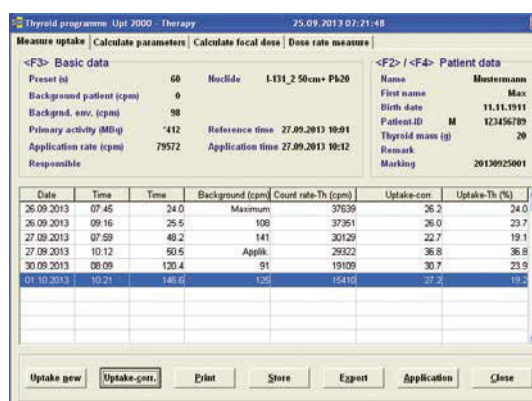 Thyroid programme Upt 2000 - Therapy 25.09.2013 07:21:48
Measure uptake Calculate parameters Calculate focal dose Dose rate measure
<F3> Basic data <F2> / <F4> Patient data
Preset (s) 60 Nuclide I-131_2 50cm+ Pb20 Name Mustermann
Background patient (cpm) 0 First name Max
Backgrnd. env. (cpm) 98 Birth date 11.11.1911
Primary activity (MBq) *412 Reference time 27.09.2013 10:01 Patient-ID M 123456789
Application rate (cpm) 79572 Application time 27.09.2013 10:12 Thyroid mass (g) 20
Responsible Remark
Marking 20130925001
Date Time Time Background (cpm) Count rate-Th (cpm) Uptake-corr. Uptake-Th (%)
26.09.2013 07:45 24.0 Maximum 37639 26.2 24.0
26.09.2013 09:16 25.5 108 37351 26.0 23.7
27.09.2013 07:59 48.2 141 30129 22.7 19.1
27.09.2013 10:12 50.5 Applik. 29322 36.8 36.8
30.09.2013 08:09 120.4 91 19109 30.7 23.9
01.10.2013 10:21 146.6 125 15410 27.2 19.2
Uptake new Uptake-corr. Print Store Export Application Close